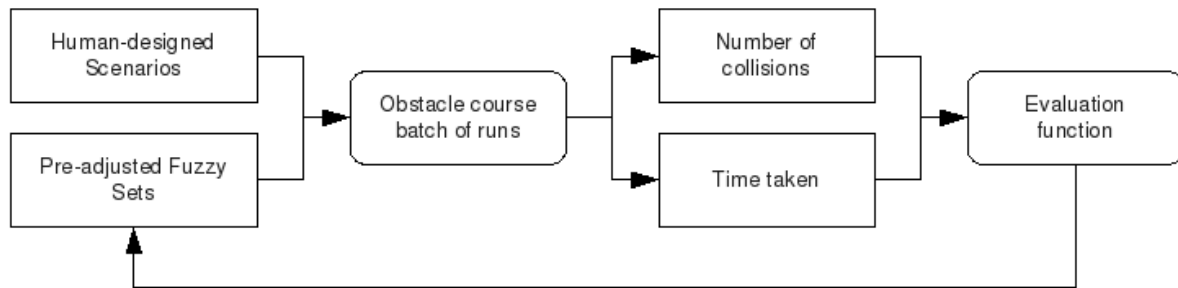 Human-designed
Scenarios
Pre-adjusted Fuzzy
Sets
Obstacle course
batch of runs
Number of
collisions
Time taken
Evaluation
function